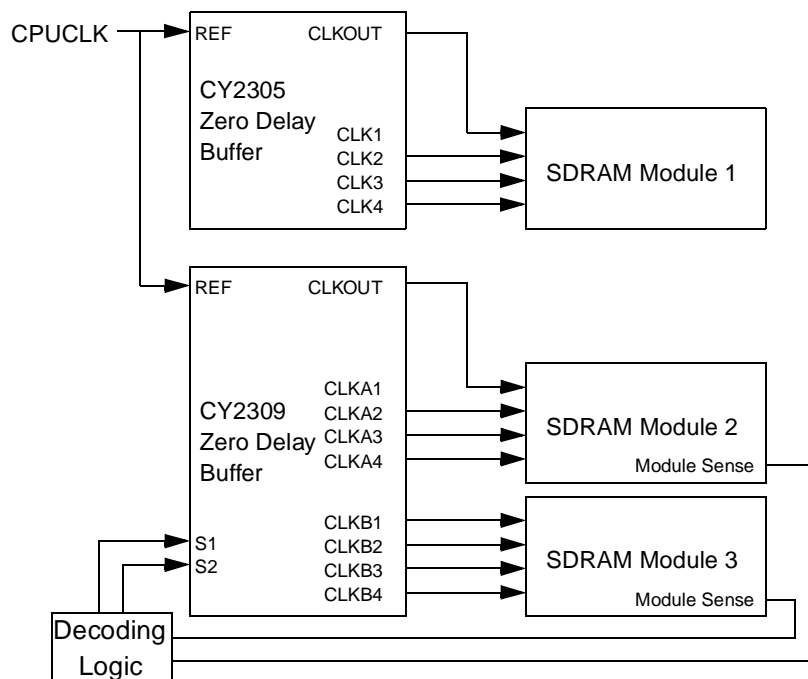 CPUCLK
REF CLKOUT
CY2305
Zero Delay
Buffer
CLK1
CLK2
CLK3
CLK4
SDRAM Module 1
REF CLKOUT
CY2309
Zero Delay
Buffer
CLKA1
CLKA2
CLKA3
CLKA4
CLKB1
CLKB2
CLKB3
CLKB4
S1
S2
SDRAM Module 2
Module Sense
SDRAM Module 3
Module Sense
Decoding
Logic